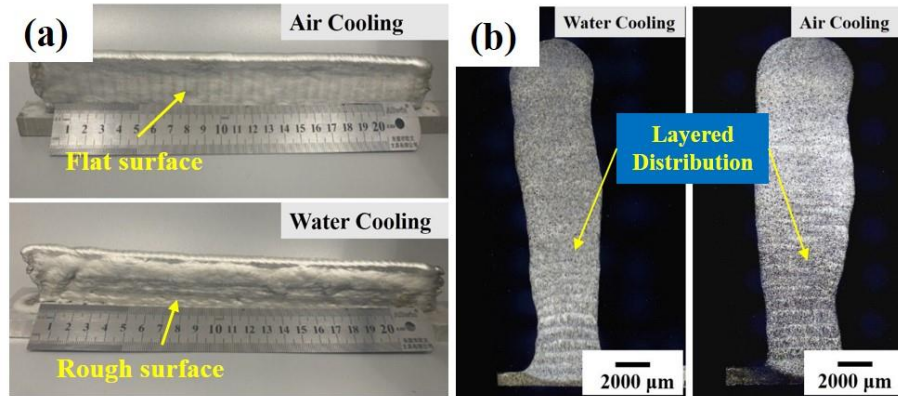 (a)
Air Cooling
1 2 3 4 5 6 7 8 9 10 11 12 13 14 15 16 17 18 19 20
Flat surface
Water Cooling
1 2 3 4 5 6 7 8 9 10 11 12 13 14 15 16 17 18 19 20
Rough surface
(b)
Water Cooling
Air Cooling
Layered
Distribution
2000 µm
2000 µm